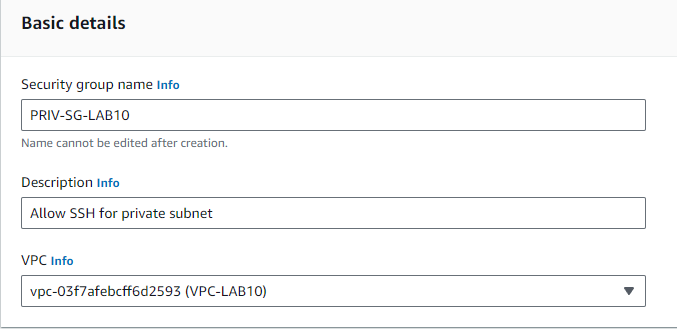 Basic details
Security group name Info
PRIV-SG-LAB10
Name cannot be edited after creation.
Description Info
Allow SSH for private subnet
VPC Info
vpc-03f7afebcff6d2593 (VPC-LAB10)